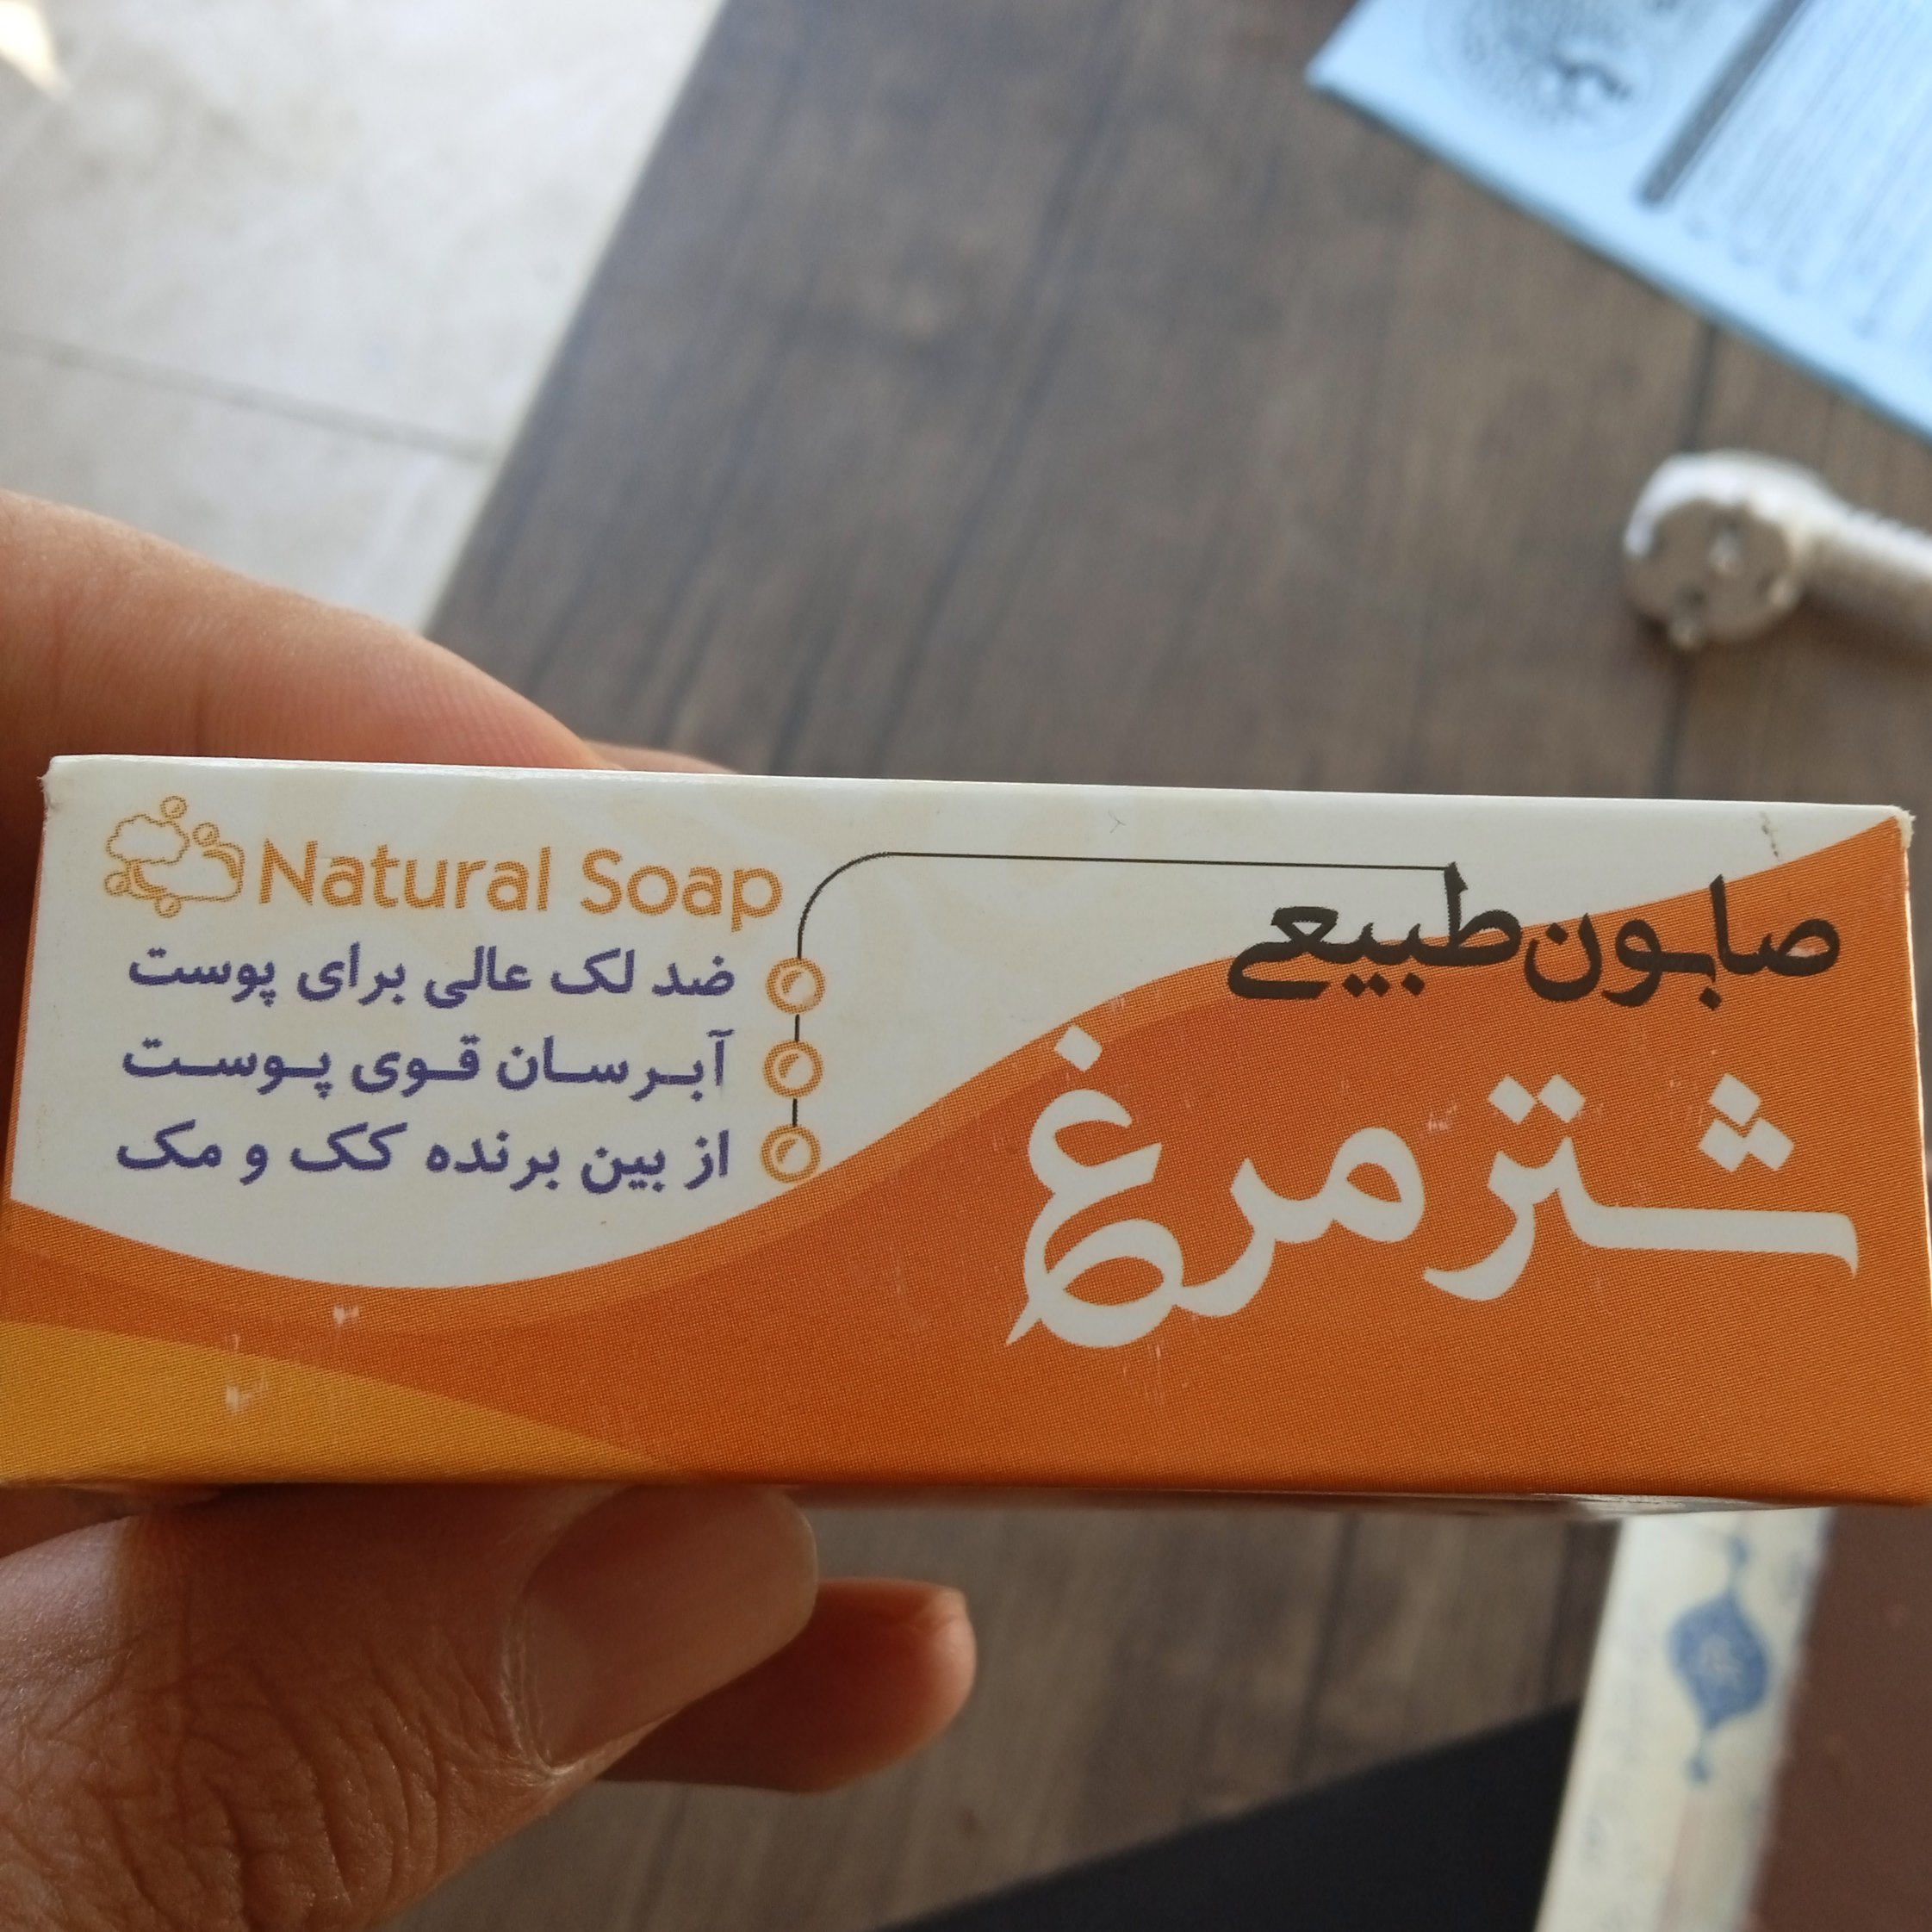 صابون طبیعی
شترمرغ
Natural Soap
ضد لک عالی برای پوست
آبرسان قوی پوست
از بین برنده کک و مک